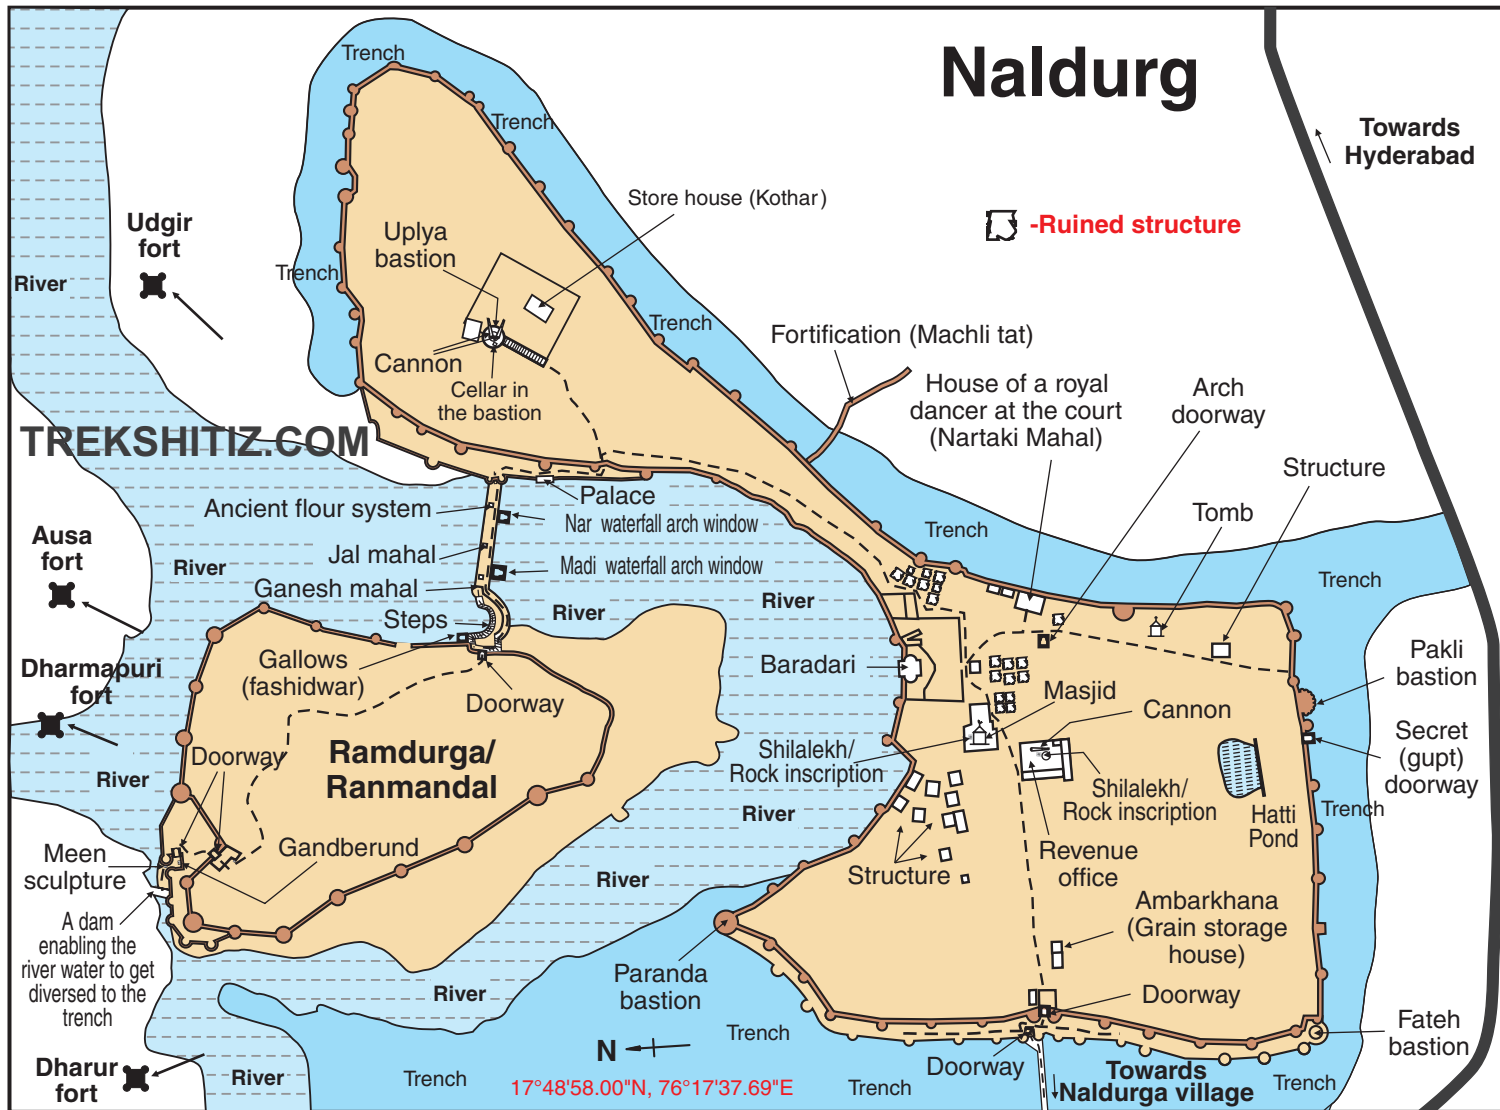 Naldurg
Trench
Trench
Towards
Hyderabad
Store house (Kothar)
Udgir
fort
Uplya
bastion
-Ruined structure
River
Trench
Trench
Fortification (Machli tat)
Cannon
Cellar in
the bastion
House of a royal
dancer at the court
(Nartaki Mahal)
Arch
doorway
TREKSHITIZ.COM
Structure
Palace
Ancient flour system
Nar waterfall arch window
Tomb
Trench
Ausa
fort
Jal mahal
River
Madi waterfall arch window
Ganesh mahal
Trench
River
River
Steps
Gallows
(fashidwar)
Baradari
Pakli
bastion
Dharmapuri
fort
Doorway
Masjid
Cannon
Secret
(gupt)
doorway
Doorway
Ramdurga/
Ranmandal
Shilalekh/
Rock inscription
River
Shilalekh/
Rock inscription
Hatti
Pond
Trench
River
Meen
sculpture
Gandberund
Revenue
office
Structure
River
Ambarkhana
(Grain storage
house)
A dam
enabling the
river water to get
diversed to the
trench
Paranda
bastion
River
Doorway
Trench
Fateh
bastion
N
Doorway
Dharur
fort
River
Trench
17°48'58.00"N, 76°17'37.69"E
Trench
Towards
Naldurga village
Trench